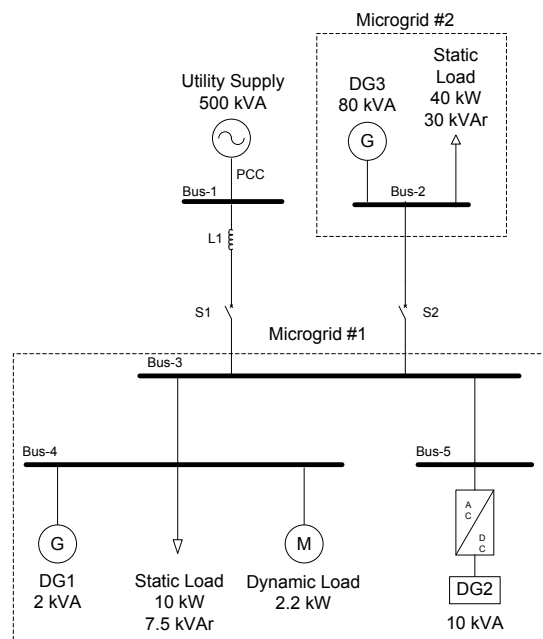 Microgrid #2
Utility Supply
500 kVA
DG3
80 kVA
G
Static
Load
40 kW
30 kVAr
PCC
Bus-1
Bus-2
L1
S1
S2
Microgrid #1
Bus-3
Bus-4
Bus-5
G
DG1
2 kVA
Static Load
10 kW
7.5 kVAr
M
Dynamic Load
2.2 kW
A
C
D
C
DG2
10 kVA